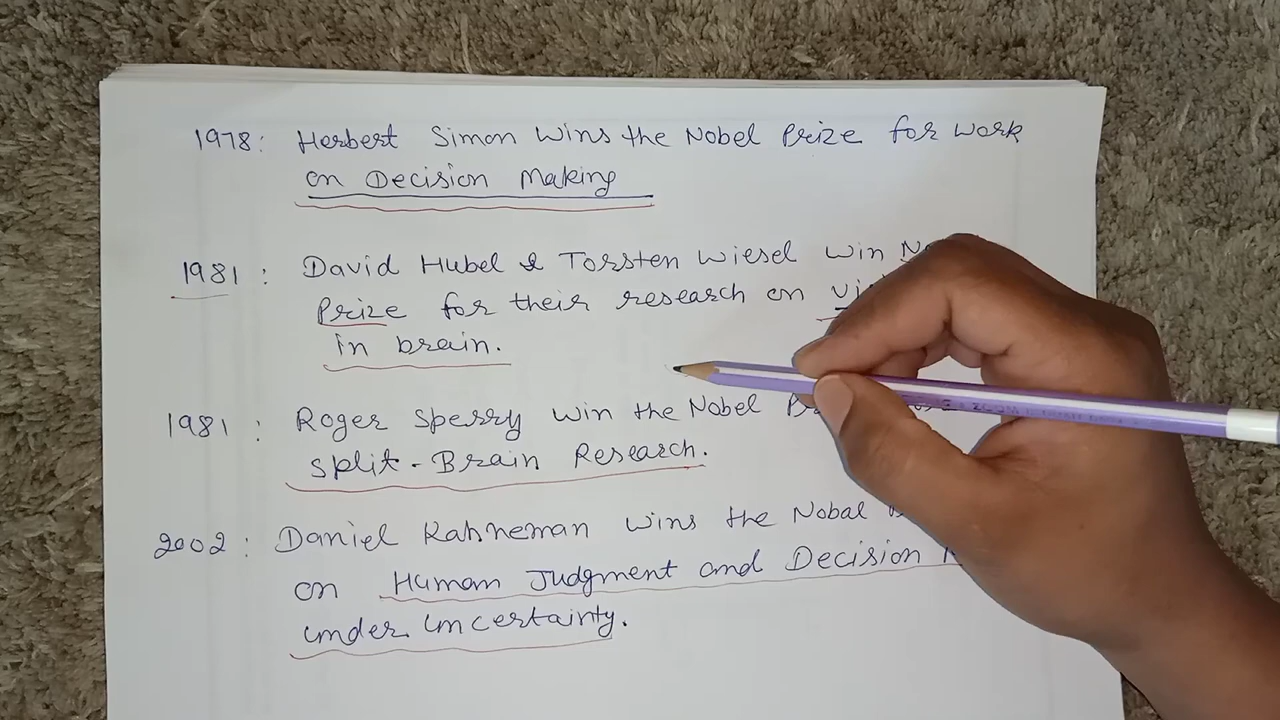 1978: Herbert Simon Wins the Nobel Prize for work
on Decision Making
1981: David Hubel & Torsten Wiesel win
Prize for their research on
in brain.
1981: Roger Sperry win the Nobel
Split-Brain Research.
2002: Daniel Kahneman wins the Nobal
on Human Judgment and Decision
under uncertainty.